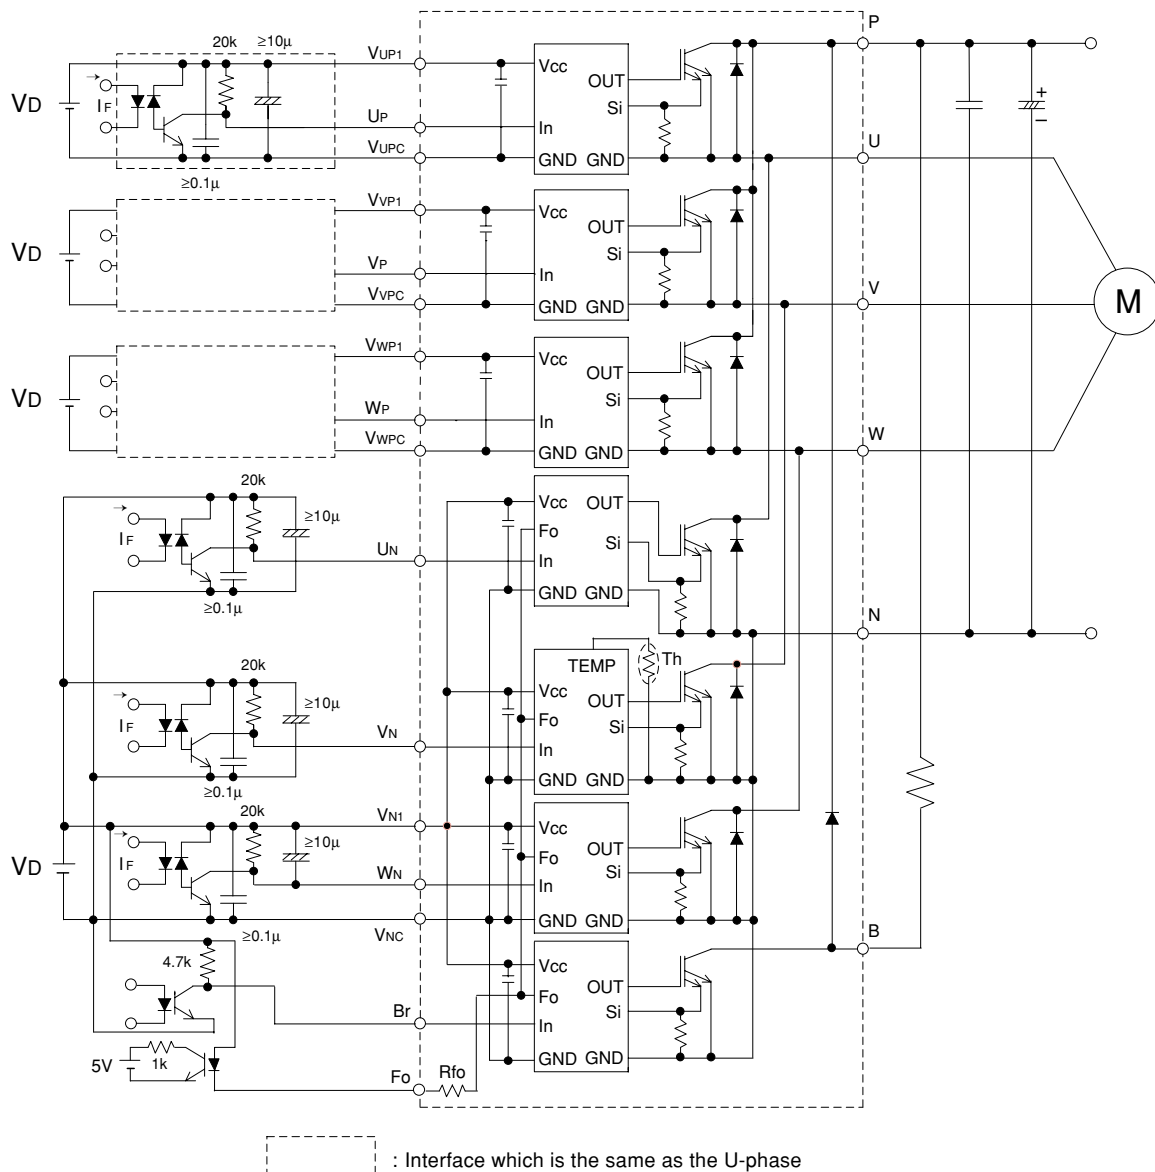 P
20k
≥10μ
VUP1
Vcc
OUT
Si
VD
IF
UP
In
VUPC
GND GND
U
≥0.1μ
VVP1
Vcc
OUT
Si
VD
VP
In
VVPC
GND GND
V
M
+
−
VWP1
Vcc
OUT
Si
VD
WP
In
VWPC
GND GND
W
20k
≥10μ
Vcc
OUT
Fo
Si
IF
UN
In
GND GND
≥0.1μ
N
TEMP
Th
20k
≥10μ
Vcc
OUT
Fo
Si
IF
VN
In
GND GND
≥0.1μ
20k
≥10μ
VN1
Vcc
OUT
Fo
Si
VD
IF
WN
In
GND GND
VNC
≥0.1μ
B
4.7k
Vcc
OUT
Fo
Si
Br
In
GND GND
5V
1k
Fo
Rfo
: Interface which is the same as the U-phase